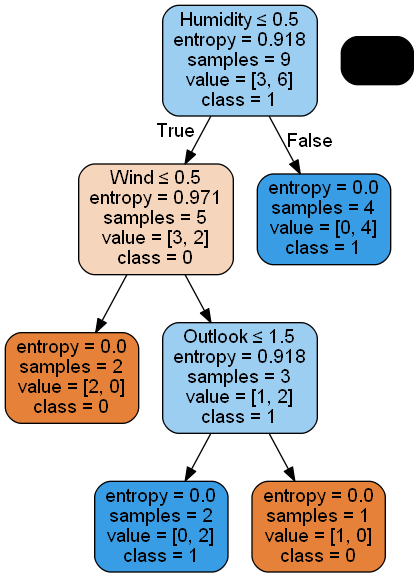 Humidity ≤ 0.5
entropy = 0.918
samples = 9
value = [3, 6]
class = 1
True
False
Wind ≤ 0.5
entropy = 0.971
samples = 5
value = [3, 2]
class = 0
entropy = 0.0
samples = 4
value = [0, 4]
class = 1
entropy = 0.0
samples = 2
value = [2, 0]
class = 0
Outlook ≤ 1.5
entropy = 0.918
samples = 3
value = [1, 2]
class = 1
entropy = 0.0
samples = 2
value = [0, 2]
class = 1
entropy = 0.0
samples = 1
value = [1, 0]
class = 0